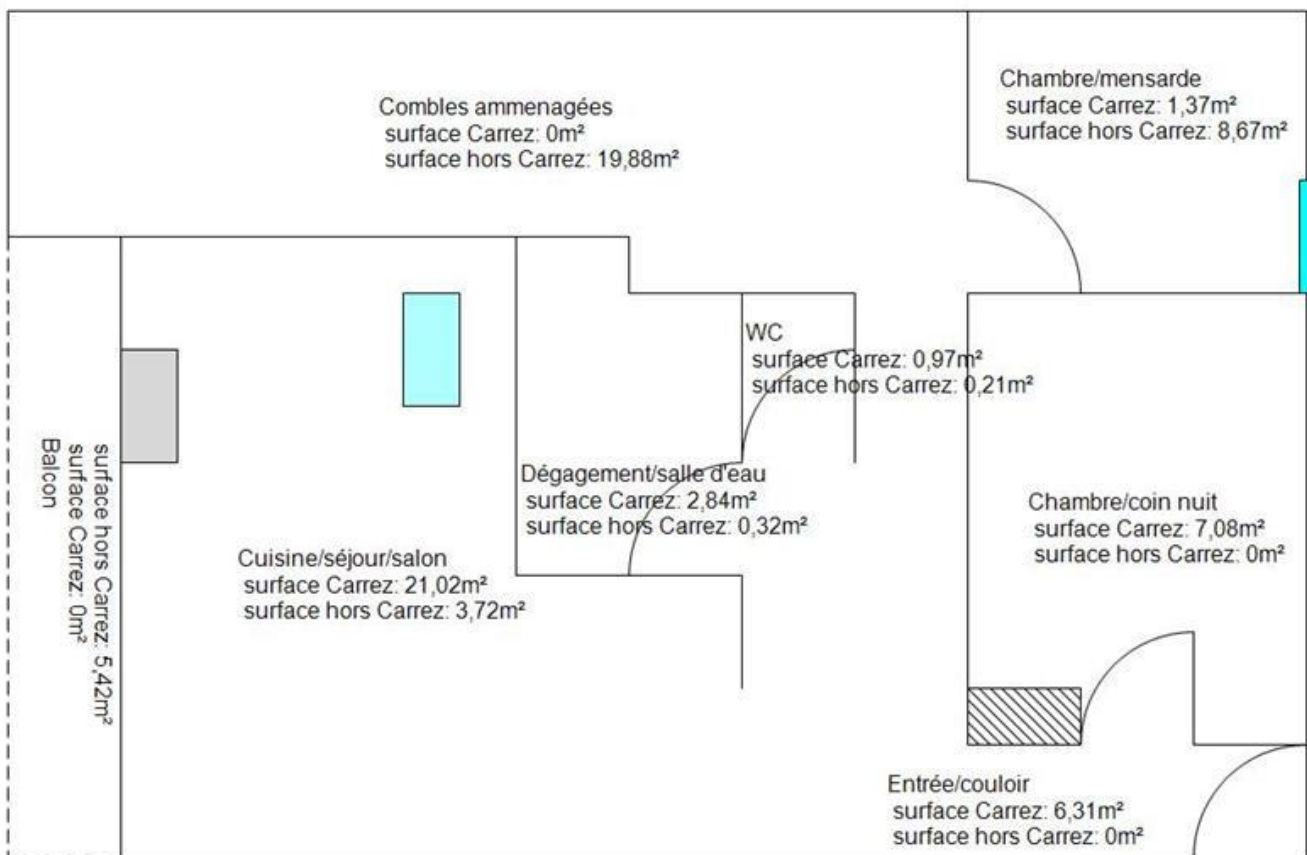 Combles ammenagées
surface Carrez: 0m²
surface hors Carrez: 19,88m²
Chambre/mensarde
surface Carrez: 1,37m²
surface hors Carrez: 8,67m²
WC
surface Carrez: 0,97m²
surface hors Carrez: 0,21m²
Dégagement/salle d'eau
surface Carrez: 2,84m²
surface hors Carrez: 0,32m²
Chambre/coin nuit
surface Carrez: 7,08m²
surface hors Carrez: 0m²
Cuisine/séjour/salon
surface Carrez: 21,02m²
surface hors Carrez: 3,72m²
Balcon
surface Carrez: 0m²
surface hors Carrez: 5,42m²
Entrée/couloir
surface Carrez: 6,31m²
surface hors Carrez: 0m²